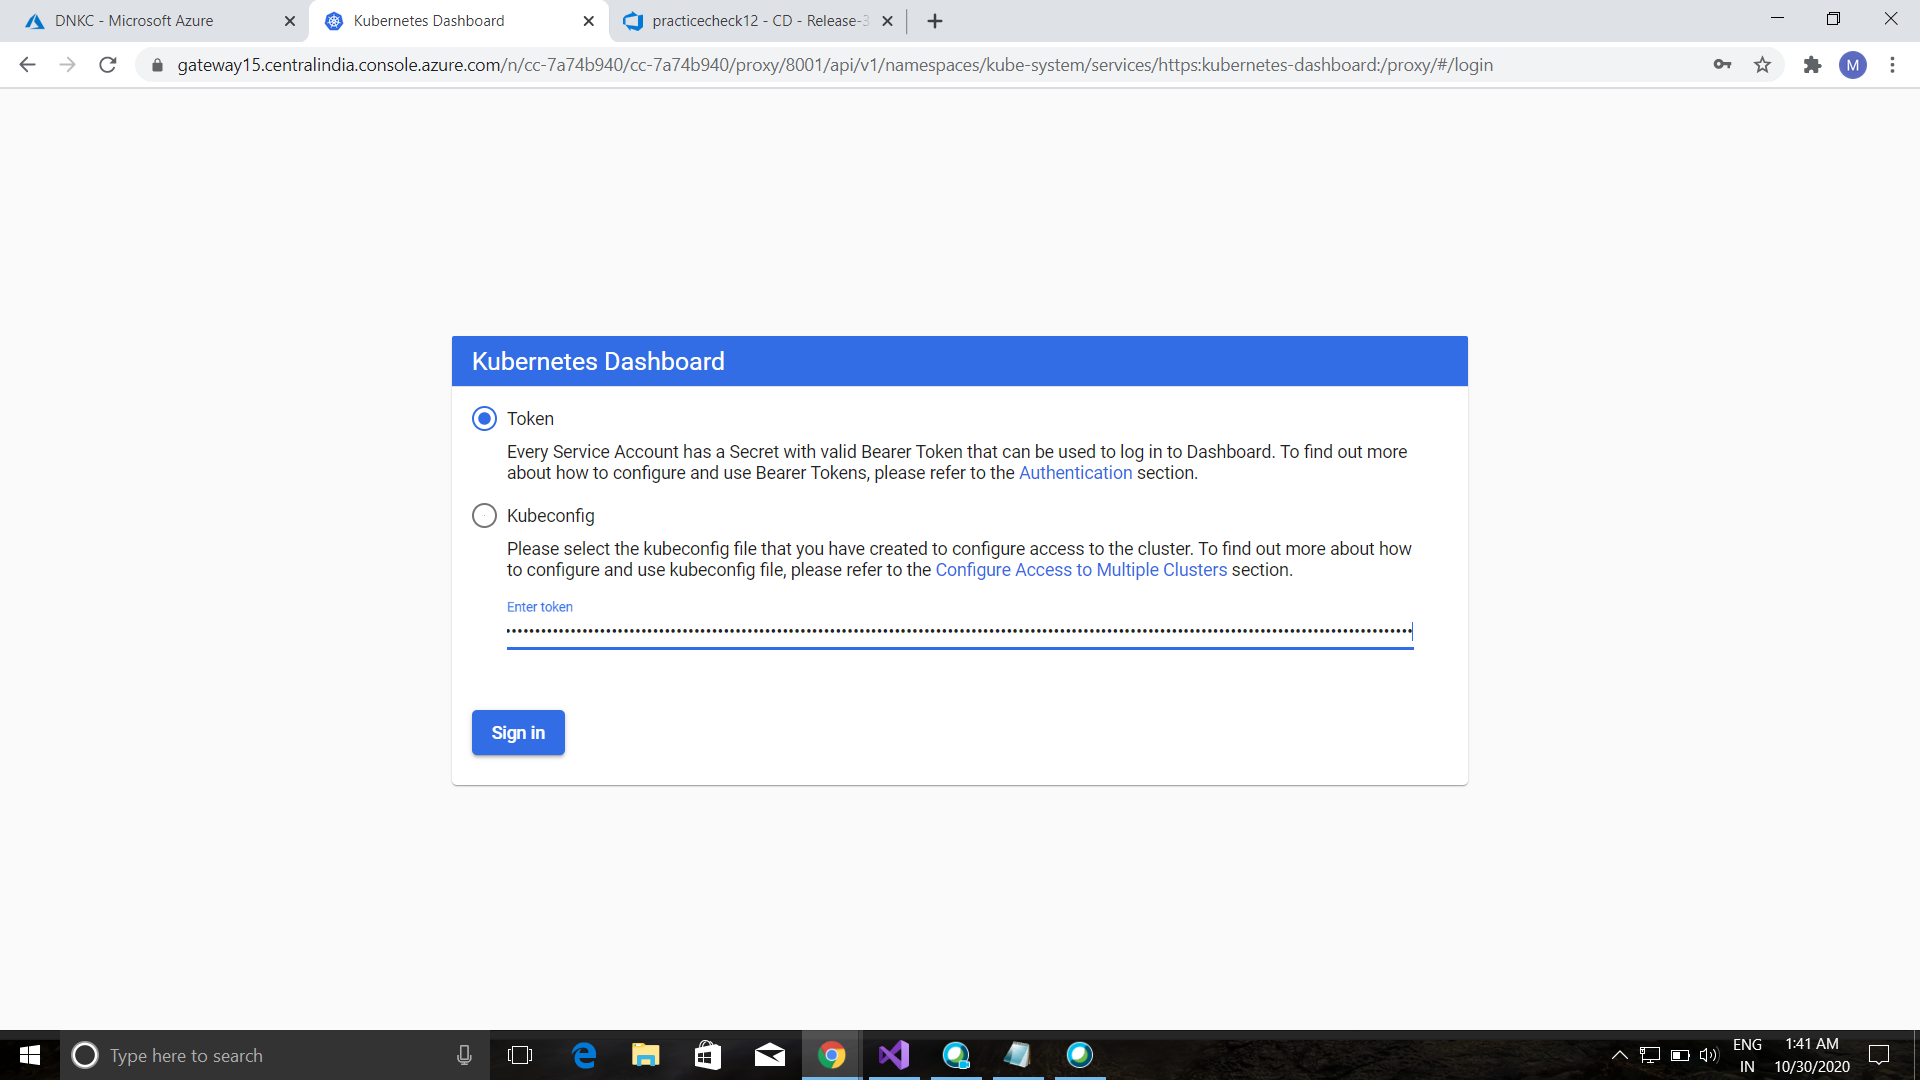 DNKC - Microsoft Azure
Kubernetes Dashboard
practicecheck12 - CD - Release-3
gateway15.centralindia.console.azure.com/n/cc-7a74b940/cc-7a74b940/proxy/8001/api/v1/namespaces/kube-system/services/https:kubernetes-dashboard:/proxy/#/login
M
Kubernetes Dashboard
Token
Every Service Account has a Secret with valid Bearer Token that can be used to log in to Dashboard. To find out more
about how to configure and use Bearer Tokens, please refer to the Authentication section.
Kubeconfig
Please select the kubeconfig file that you have created to configure access to the cluster. To find out more about how
to configure and use kubeconfig file, please refer to the Configure Access to Multiple Clusters section.
Enter token
Sign in
Type here to search
ENG
IN
1:41 AM
10/30/2020